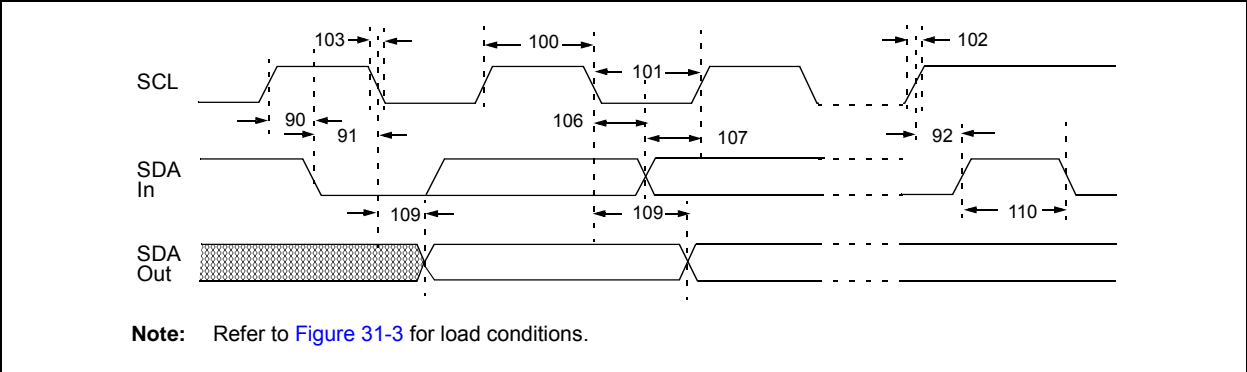 103
100
102
SCL
101
90
91
106
107
92
SDA
In
109
109
110
SDA
Out
Note: Refer to Figure 31-3 for load conditions.